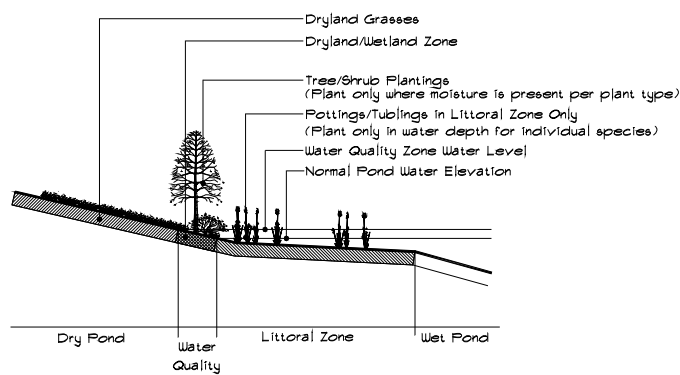 Dryland Grasses
Dryland/Wetland Zone
Tree/Shrub Plantings
(Plant only where moisture is present per plant type)
Pottings/Tublings in Littoral Zone Only
(Plant only in water depth for individual species)
Water Quality Zone Water Level
Normal Pond Water Elevation
Dry Pond
Water
Quality
Littoral Zone
Wet Pond